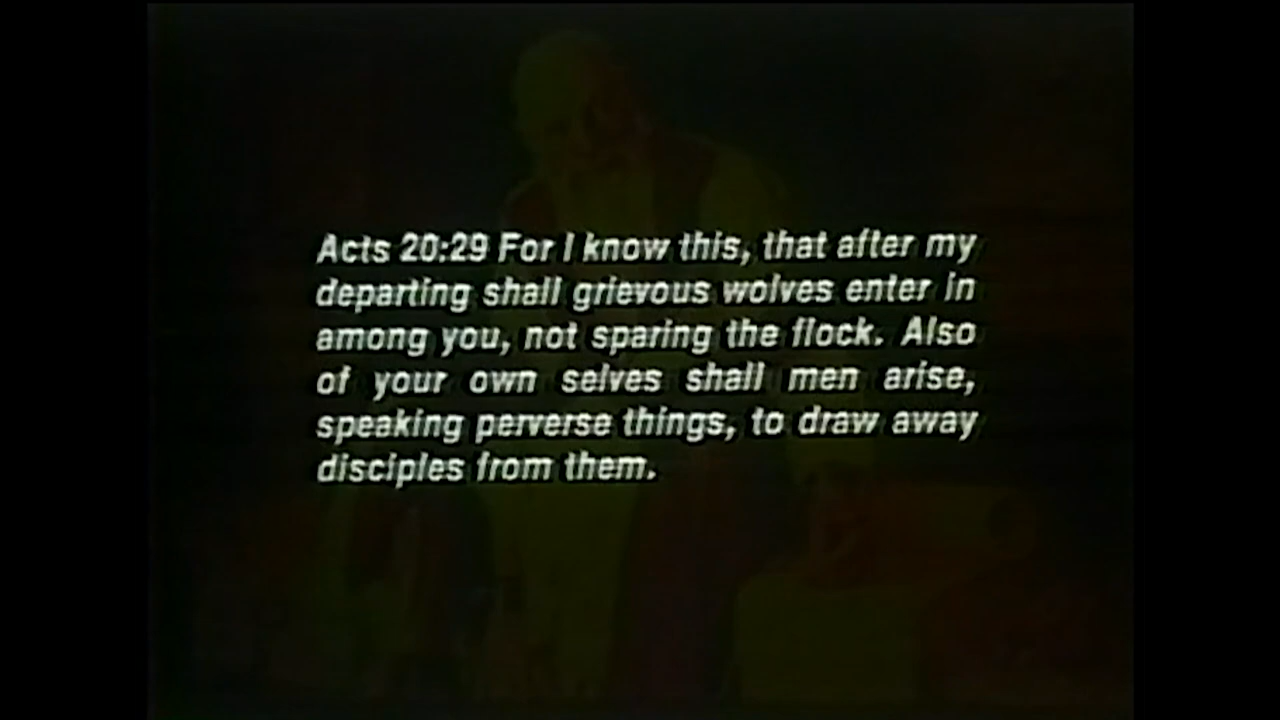 Acts 20:29 For I know this, that after my
departing shall grievous wolves enter in
among you, not sparing the flock. Also
of your own selves shall men arise,
speaking perverse things, to draw away
disciples from them.